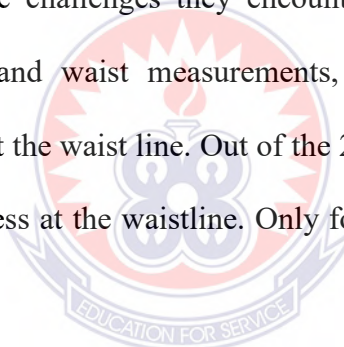 challenges they encount
and waist measurements,
t the waist line. Out of the 2
ess at the waistline. Only fo
EDUCATION FOR SERVICE